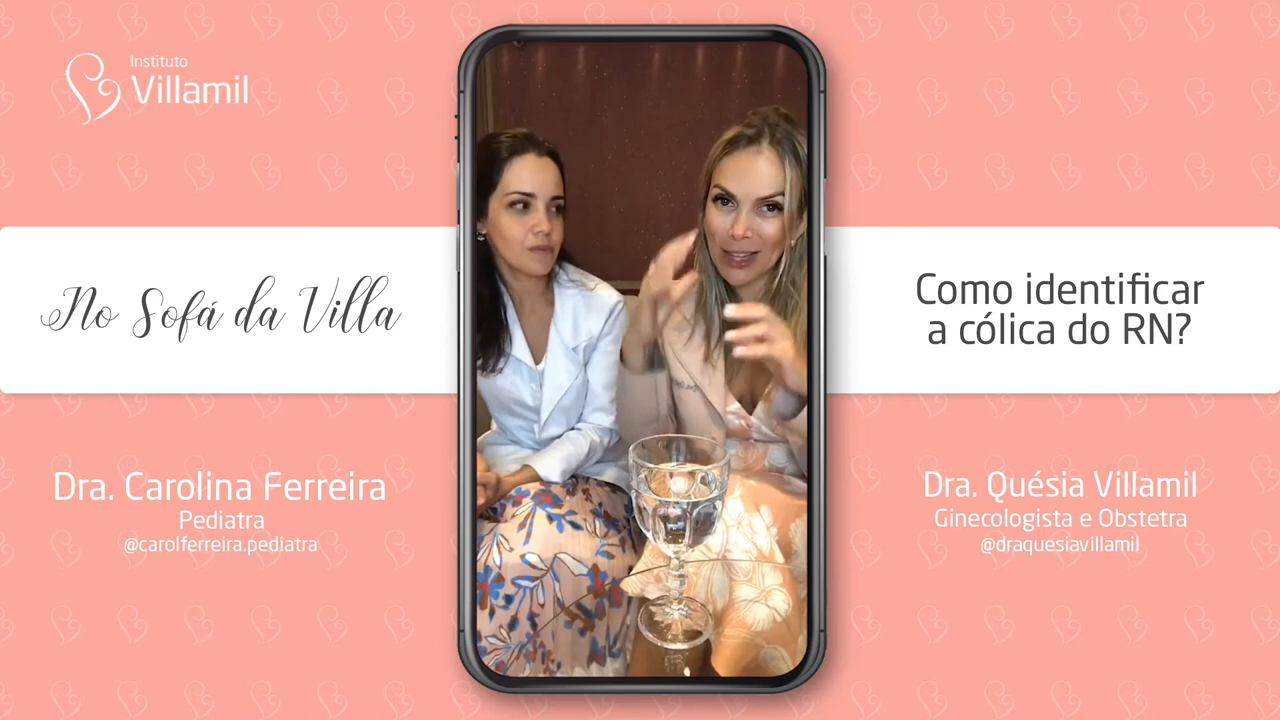 Instituto
Villamil
No Sofá da Villa
Como identificar
a cólica do RN?
Dra. Carolina Ferreira
Pediatra
@carolferreira.pediatra
Dra. Quésia Villamil
Ginecologista e Obstetra
@draquesiavillamil